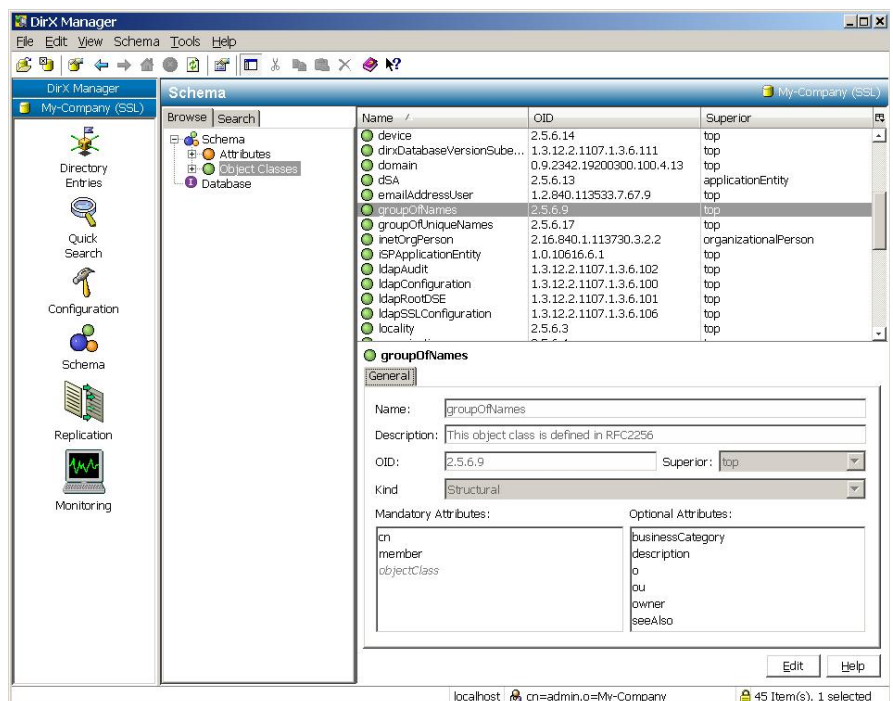 DirX Manager
File Edit View Schema Tools Help
DirX Manager
My-Company (SSL)
Directory
Entries
Quick
Search
Configuration
Schema
Replication
Monitoring
Schema
My-Company (SSL)
Browse Search
Schema
Attributes
Object Classes
Database
Name OID Superior
device 2.5.6.14 top
dirxDatabaseVersionSube... 1.3.12.2.1107.1.3.6.111 top
domain 0.9.2342.19200300.100.4.13 top
dSA 2.5.6.13 applicationEntity
emailAddressUser 1.2.840.113533.7.67.9 top
groupOfNames 2.5.6.9 top
groupOfUniqueNames 2.5.6.17 top
inetOrgPerson 2.16.840.1.113730.3.2.2 organizationalPerson
iSPApplicationEntity 1.0.10616.6.1 top
ldapAudit 1.3.12.2.1107.1.3.6.102 top
ldapConfiguration 1.3.12.2.1107.1.3.6.100 top
ldapRootDSE 1.3.12.2.1107.1.3.6.101 top
ldapSSLConfiguration 1.3.12.2.1107.1.3.6.106 top
locality 2.5.6.3 top
groupOfNames
General
Name: groupOfNames
Description: This object class is defined in RFC2256
OID: 2.5.6.9 Superior: top
Kind Structural
Mandatory Attributes: Optional Attributes:
cn businessCategory
member description
objectClass o
ou
owner
seeAlso
Edit Help
localhost cn=admin,o=My-Company 45 Item(s), 1 selected